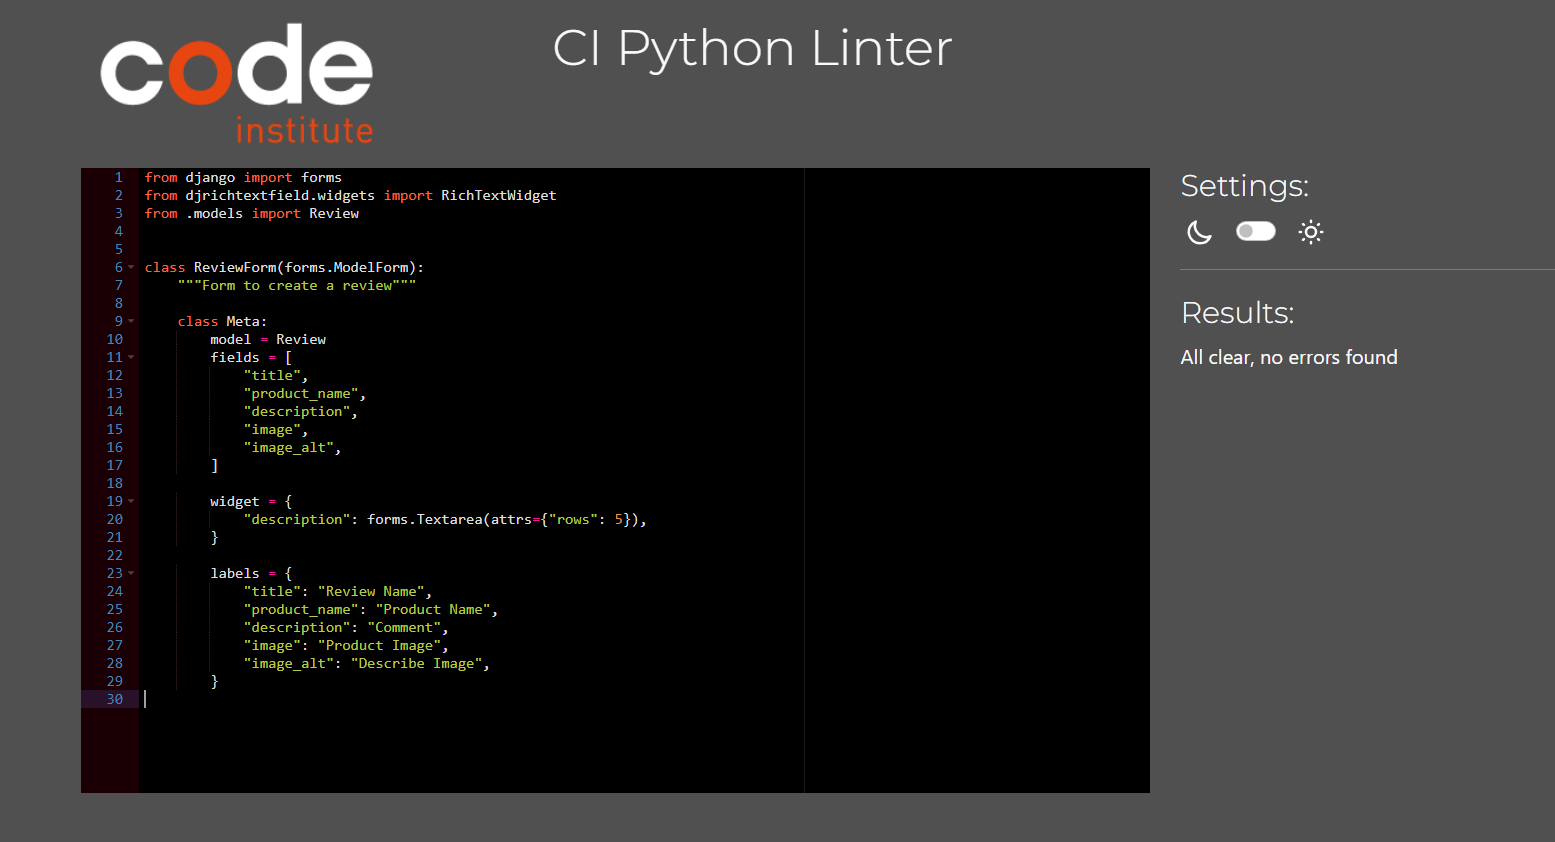 code
institute
CI Python Linter
1 from django import forms
2 from djrichtextfield.widgets import RichTextWidget
3 from .models import Review
4
5
6 class ReviewForm(forms.ModelForm):
7     """Form to create a review"""
8
9     class Meta:
10         model = Review
11         fields = [
12             "title",
13             "product_name",
14             "description",
15             "image",
16             "image_alt",
17         ]
18
19         widget = {
20             "description": forms.Textarea(attrs={"rows": 5}),
21         }
22
23         labels = {
24             "title": "Review Name",
25             "product_name": "Product Name",
26             "description": "Comment",
27             "image": "Product Image",
28             "image_alt": "Describe Image",
29         }
30
Settings:
Results:
All clear, no errors found